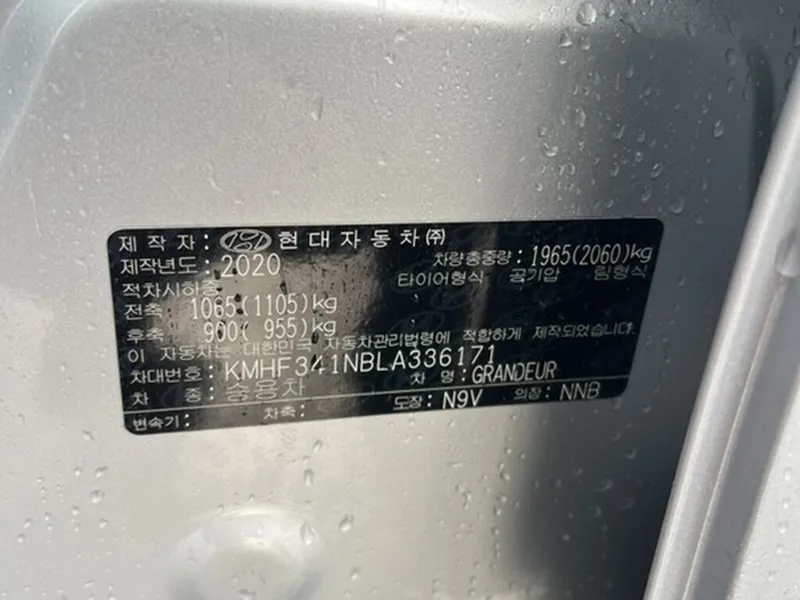 제 작 자 : 현대자동차㈜
제작년도 : 2020 차량총중량 : 1965(2060)kg
적차시하중 타이어형식 공기압 림형식
전축 1065(1105)kg
후축 900( 955)kg
이 자동차는 대한민국 자동차관리법령에 적합하게 제작되었습니다.
차대번호 : KMHF341NBLA336171
차 종 : 승용차 차 명 : GRANDEUR
변속기 : 차축 : 도장 : N9V 의장 : NNB